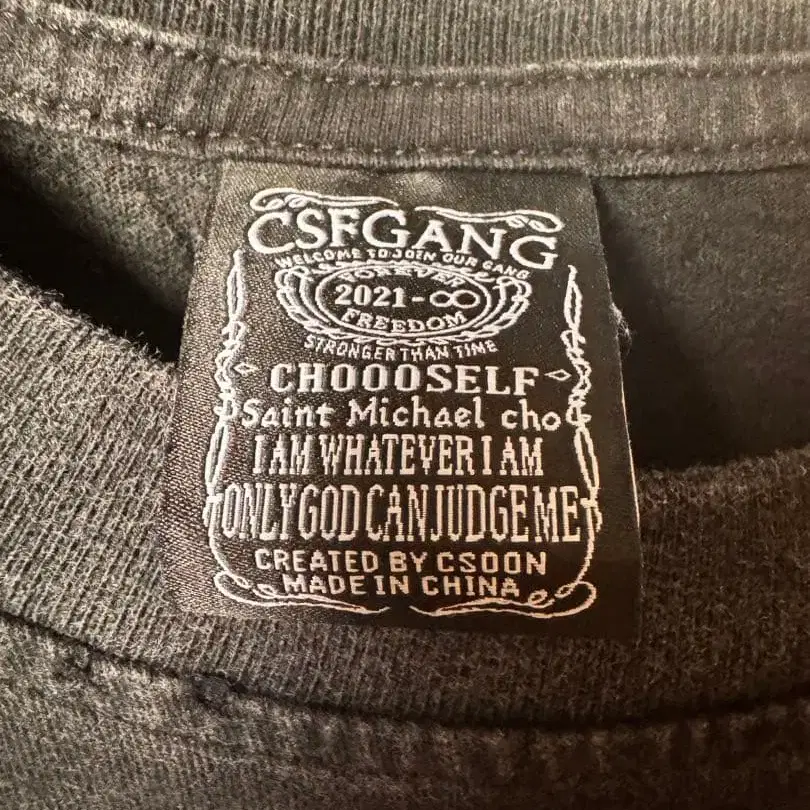 CSFGANG
WELCOME TO JOIN OUR GANG
FOREVER
2021-∞
FREEDOM
STRONGER THAN TIME
CHOOOSELF
Saint Michael cho
I AM WHATEVER I AM
ONLY GOD CAN JUDGE ME
CREATED BY CSOON
MADE IN CHINA